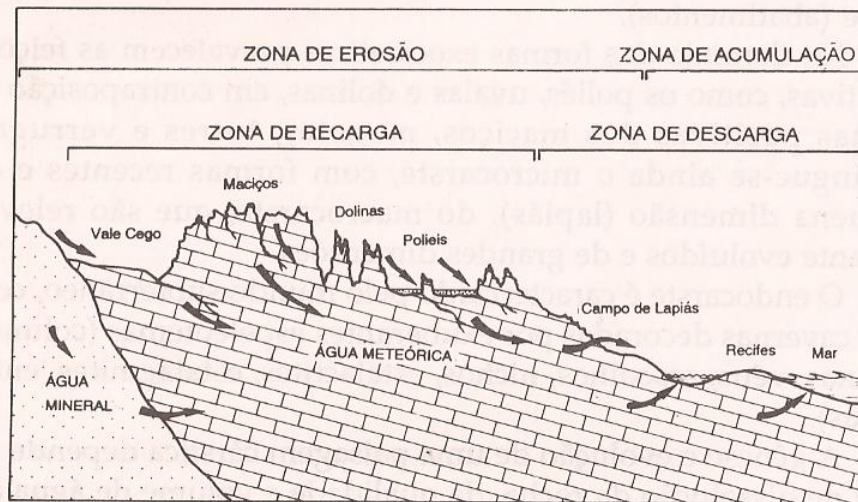 ZONA DE EROSÃO
ZONA DE ACUMULAÇÃO
ZONA DE RECARGA
ZONA DE DESCARGA
Maciços
Dolinas
Vale Cego
Polieis
Campo de Lapiás
ÁGUA METEÓRICA
Recifes
Mar
ÁGUA
MINERAL